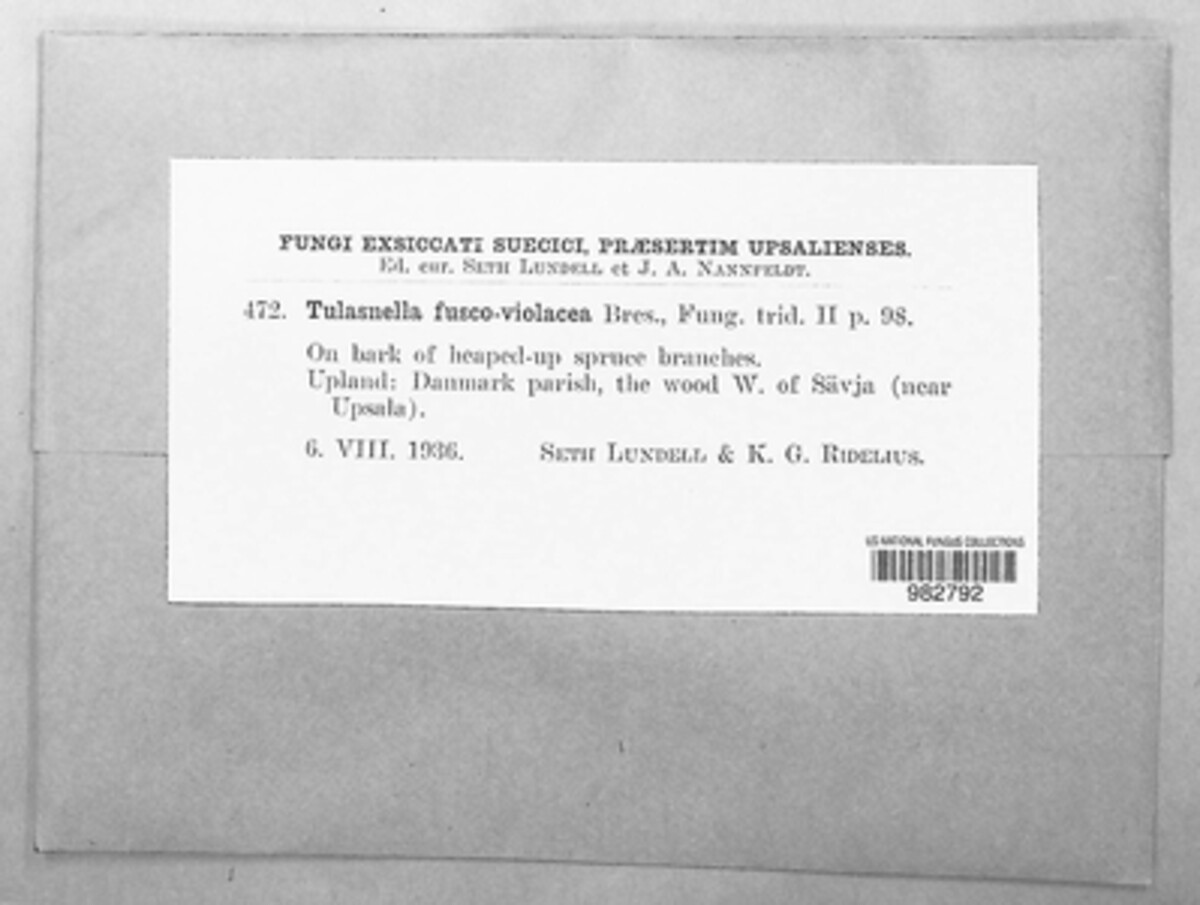 FUNGI EXSICCATI SUECICI, PRÆSERTIM UPSALIENSES.
Ed. cur. SETH LUNDELL et J. A. NANNFELDT.
472. Tulasnella fusco-violacea Bres., Fung. trid. II p. 98.
On bark of heaped-up spruce branches.
Upland: Danmark parish, the wood W. of Sävja (near
Upsala).
6. VIII. 1936. SETH LUNDELL & K. G. RIDELIUS.
US NATIONAL FUNGUS COLLECTIONS
982792